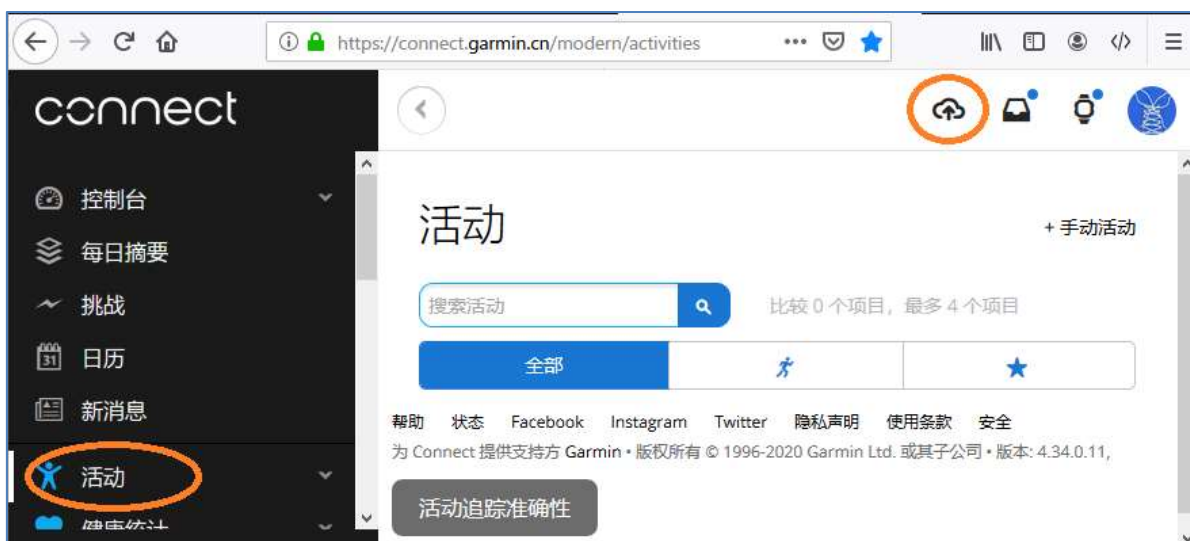 https://connect.garmin.cn/modern/activities
connect
控制台
每日摘要
挑战
31
日历
新消息
活动
健康统计
活动
+ 手动活动
搜索活动
比较 0 个项目，最多 4 个项目
全部
帮助 状态 Facebook Instagram Twitter 隐私声明 使用条款 安全
为 Connect 提供支持方 Garmin • 版权所有 © 1996-2020 Garmin Ltd. 或其子公司 • 版本: 4.34.0.11,
活动追踪准确性